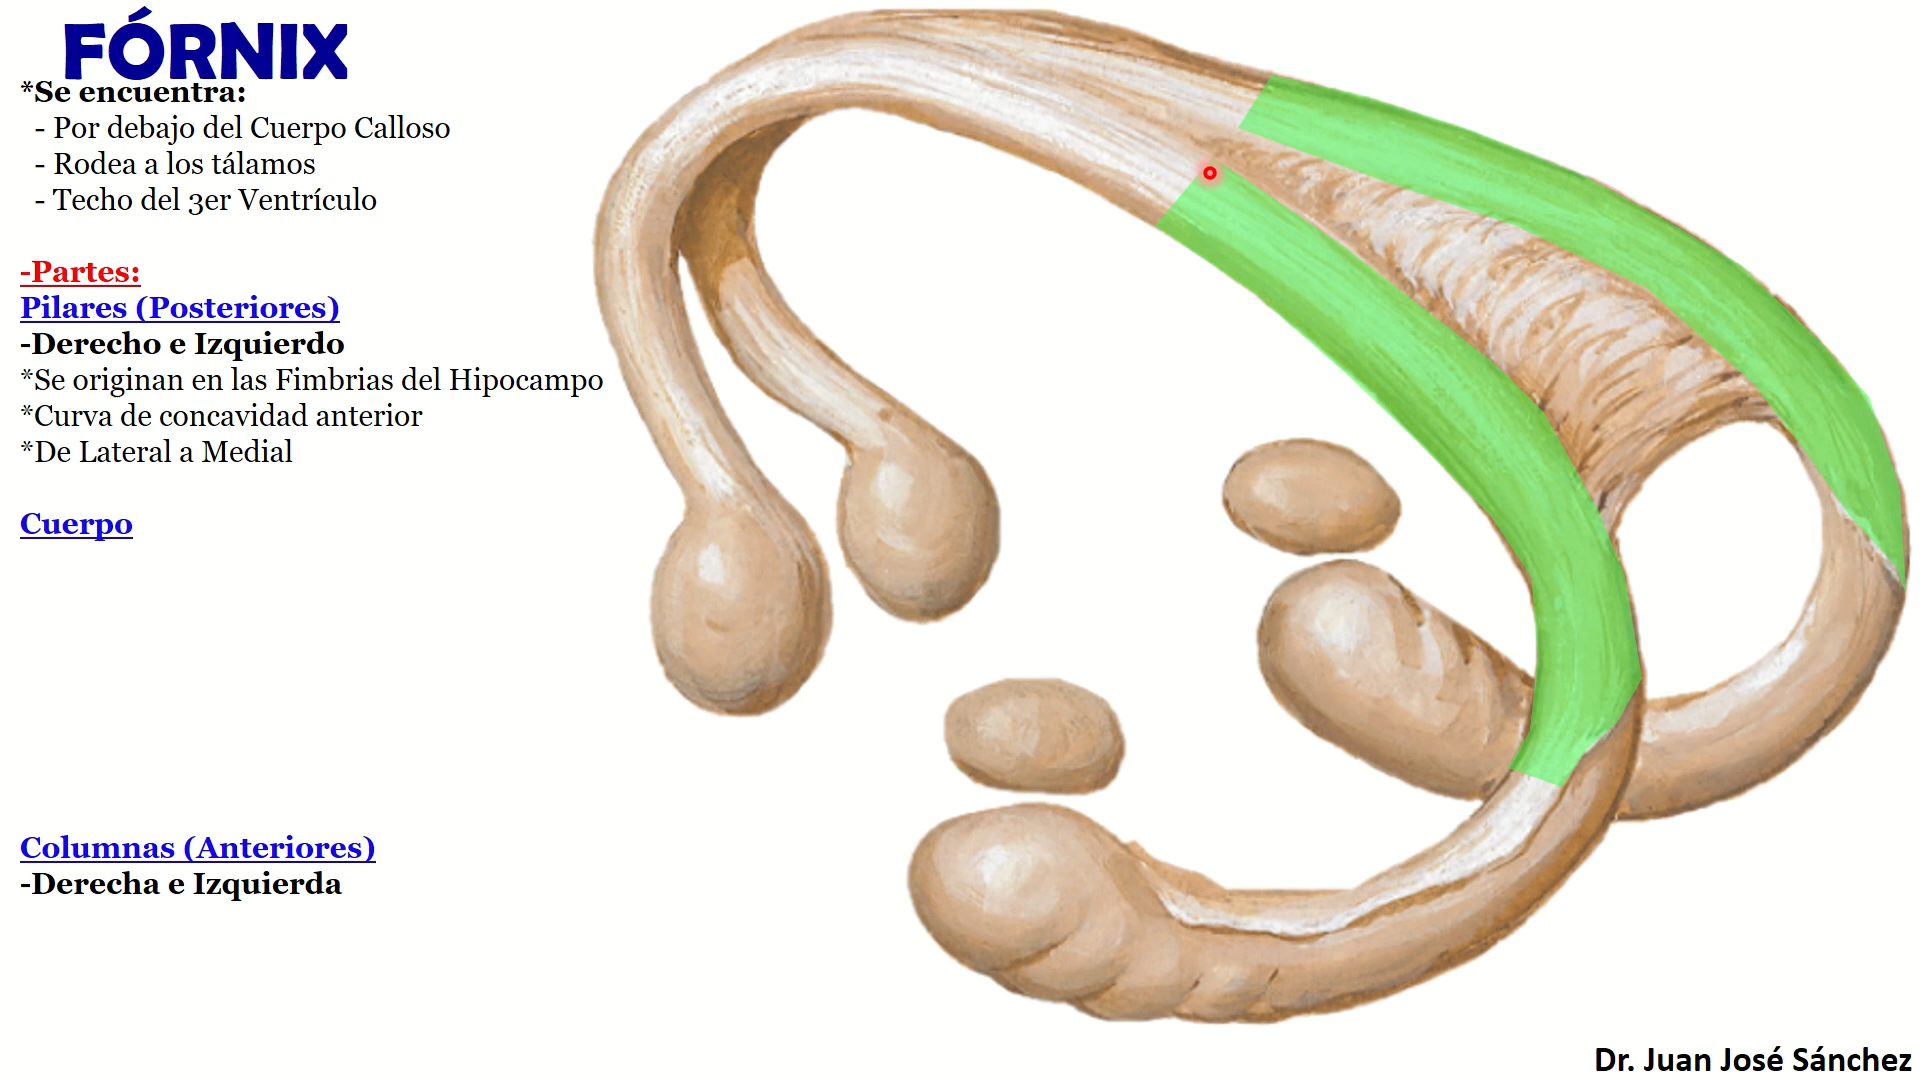 FÓRNIX
*Se encuentra:
- Por debajo del Cuerpo Calloso
- Rodea a los tálamos
- Techo del 3er Ventrículo
-Partes:
Pilares (Posteriores)
-Derecho e Izquierdo
*Se originan en las Fimbrias del Hipocampo
*Curva de concavidad anterior
*De Lateral a Medial
Cuerpo
Columnas (Anteriores)
-Derecha e Izquierda
Dr. Juan José Sánchez